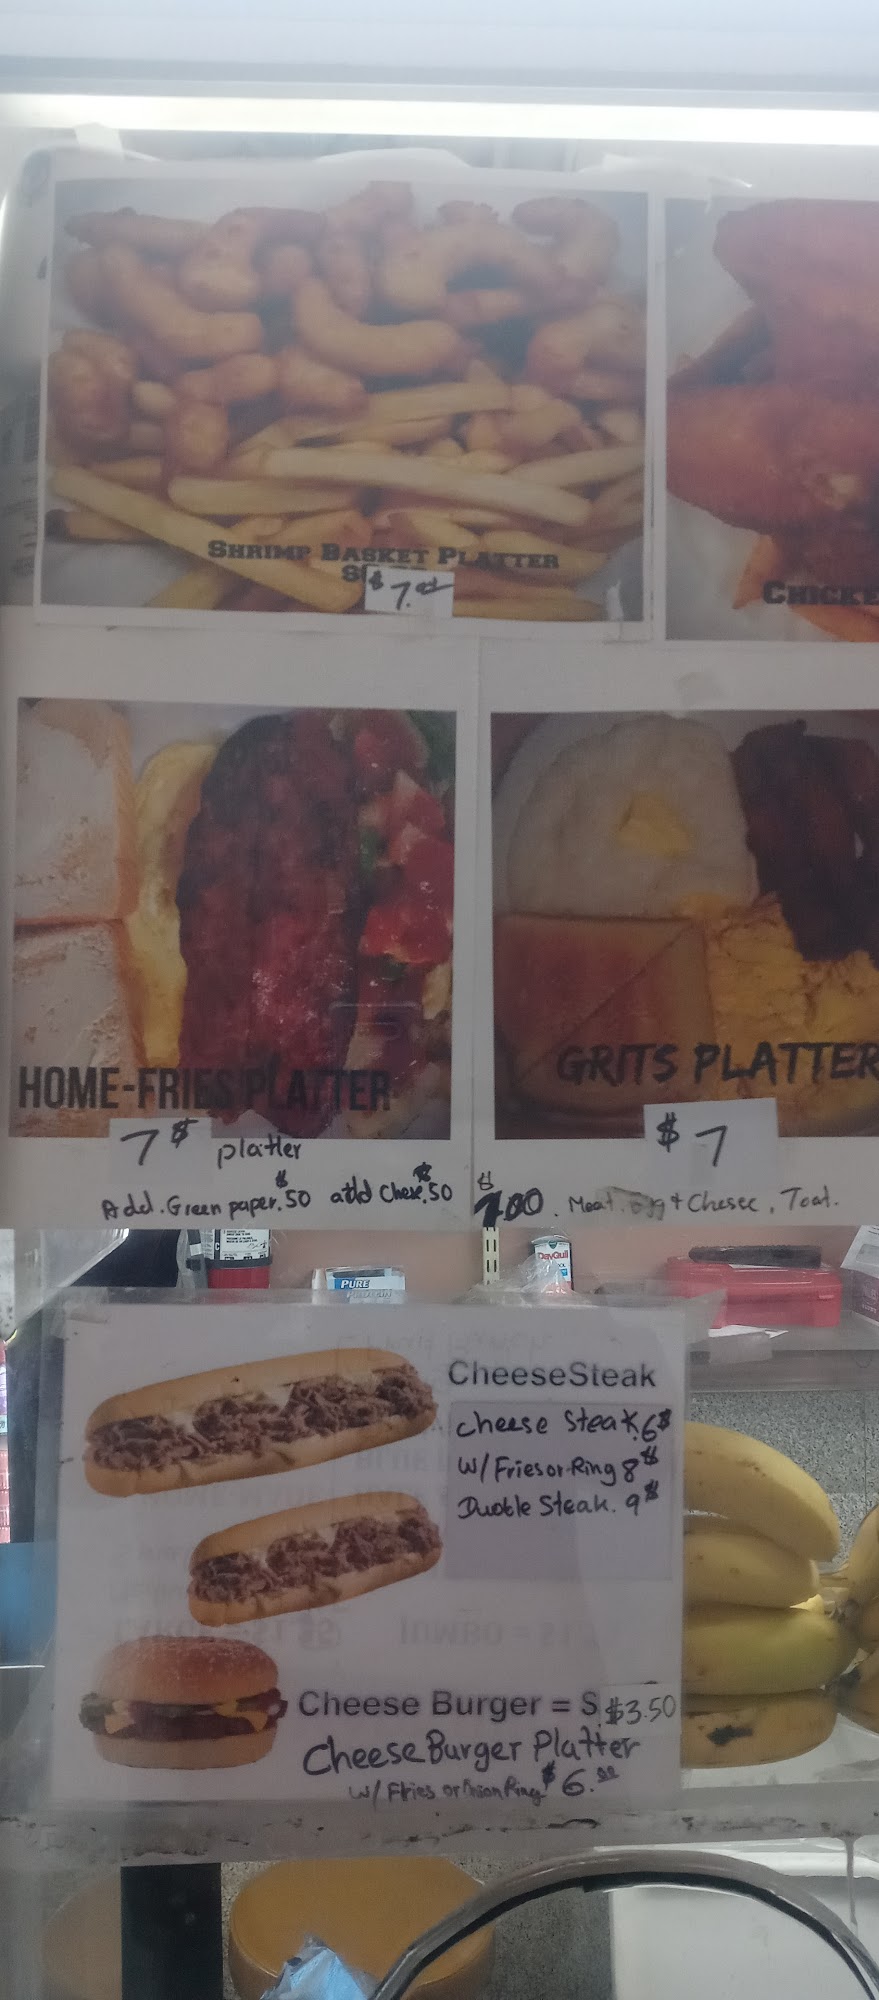 SHRIMP BASKET PLATTER
$7.00
CHICKE
HOME-FRIES PLATTER
7$ platter
Add. Green paper $.50 add Chese $.50
GRITS PLATTER
$7
Meat. Egg + Chesee, Toat.
DayQuil
PURE
PROTEIN
CheeseSteak
cheese Steak. 6$
W/ Fries or Ring 8$
Duoble Steak. 9$
Cheese Burger = $ $3.50
Cheese Burger Platter
w/ Fries or Onion Ring $6.00